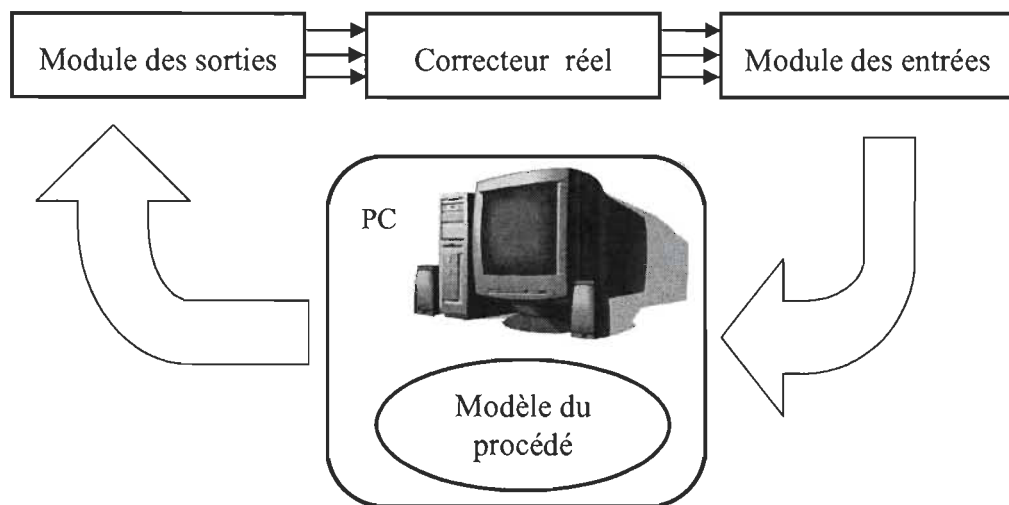 Module des sorties
Correcteur réel
Module des entrées
PC
Modèle du
procédé